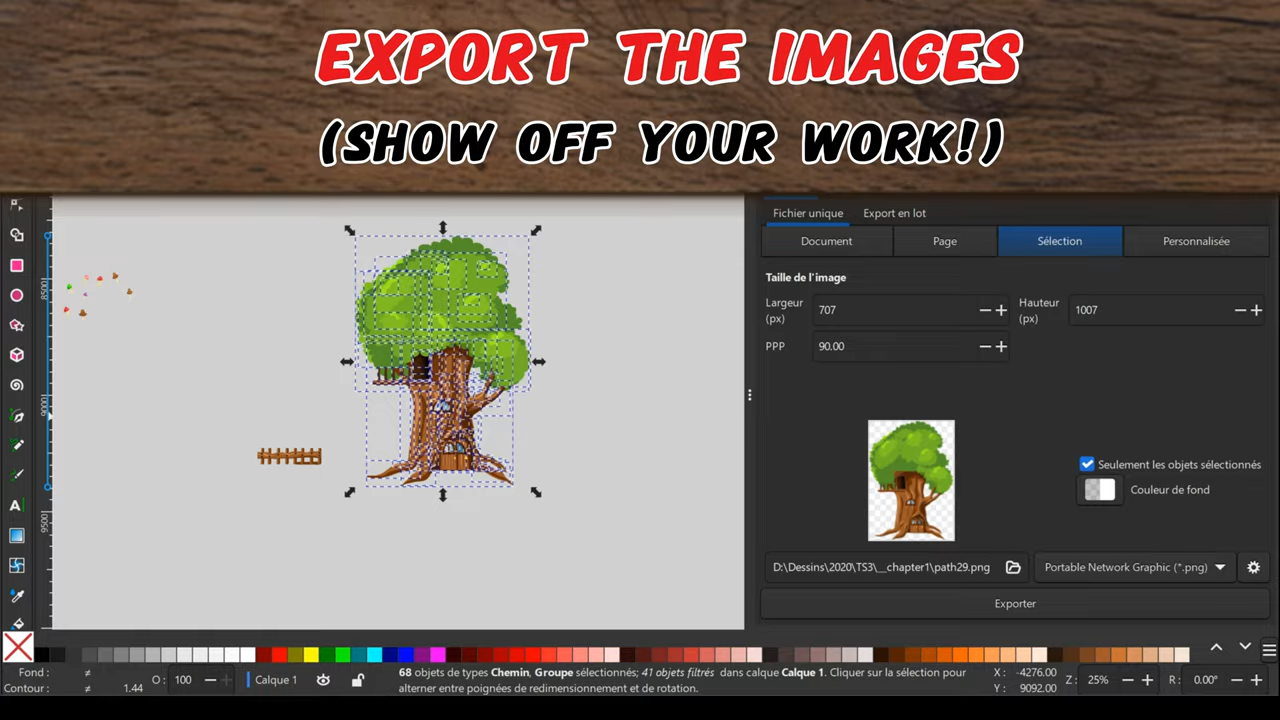 EXPORT THE IMAGES
(SHOW OFF YOUR WORK!)
Fichier unique
Export en lot
Document
Page
Sélection
Personnalisée
Taille de l'image
Largeur
(px)
707
Hauteur
(px)
1007
PPP
90.00
Seulement les objets sélectionnés
Couleur de fond
D:\Dessins\2020\TS3\__chapter1\path29.png
Portable Network Graphic (*.png)
Exporter
8500
9000
9500
Fond :
≠
Contour :
≠
1.44
O :
100
Calque 1
68 objets de types Chemin, Groupe sélectionnés; 41 objets filtrés dans calque Calque 1. Cliquer sur la sélection pour
alterner entre poignées de redimensionnement et de rotation.
X :
-4276.00
Y :
9092.00
Z :
25%
R :
0.00°